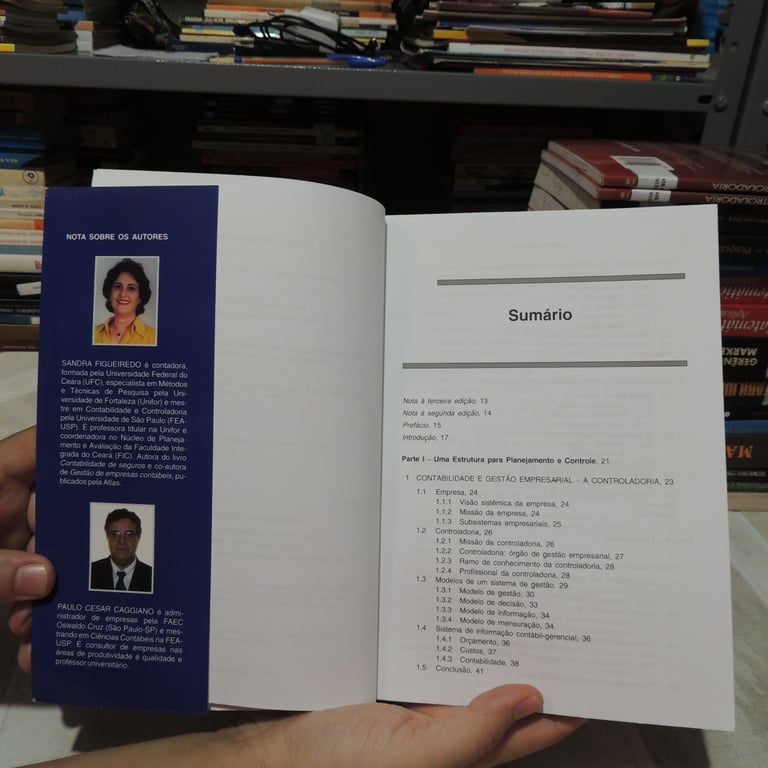 NOTA SOBRE OS AUTORES
SANDRA FIGUEIREDO é contadora,
formada pela Universidade Federal do
Ceará (UFC), especialista em Métodos
e Técnicas de Pesquisa pela Uni-
versidade de Fortaleza (Unifor) e mes-
tre em Contabilidade e Controladoria
pela Universidade de São Paulo (FEA-
USP). É professora titular na Unifor e
coordenadora no Núcleo de Planeja-
mento e Avaliação da Faculdade Inte-
grada do Ceará (FIC). Autora do livro
Contabilidade de seguros e co-autora
de Gestão de empresas contábeis, pu-
blicados pela Atlas.
PAULO CESAR CAGGIANO é admi-
nistrador de empresas pela FAEC
Oswaldo Cruz (São Paulo-SP) e mes-
trando em Ciências Contábeis na FEA-
USP. É consultor de empresas nas
áreas de produtividade e qualidade e
professor universitário.
Sumário
Nota à terceira edição, 13
Nota à segunda edição, 14
Prefácio, 15
Introdução, 17
Parte I – Uma Estrutura para Planejamento e Controle, 21
1 CONTABILIDADE E GESTÃO EMPRESARIAL – A CONTROLADORIA, 23
1.1 Empresa, 24
1.1.1 Visão sistêmica da empresa, 24
1.1.2 Missão da empresa, 24
1.1.3 Subsistemas empresariais, 25
1.2 Controladoria, 26
1.2.1 Missão da controladoria, 26
1.2.2 Controladoria: órgão de gestão empresarial, 27
1.2.3 Ramo de conhecimento da controladoria, 28
1.2.4 Profissional da controladoria, 28
1.3 Modelos de um sistema de gestão, 29
1.3.1 Modelo de gestão, 30
1.3.2 Modelo de decisão, 33
1.3.3 Modelo de informação, 34
1.3.4 Modelo de mensuração, 34
1.4 Sistema de informação contábil-gerencial, 36
1.4.1 Orçamento, 36
1.4.2 Custos, 37
1.4.3 Contabilidade, 38
1.5 Conclusão, 41